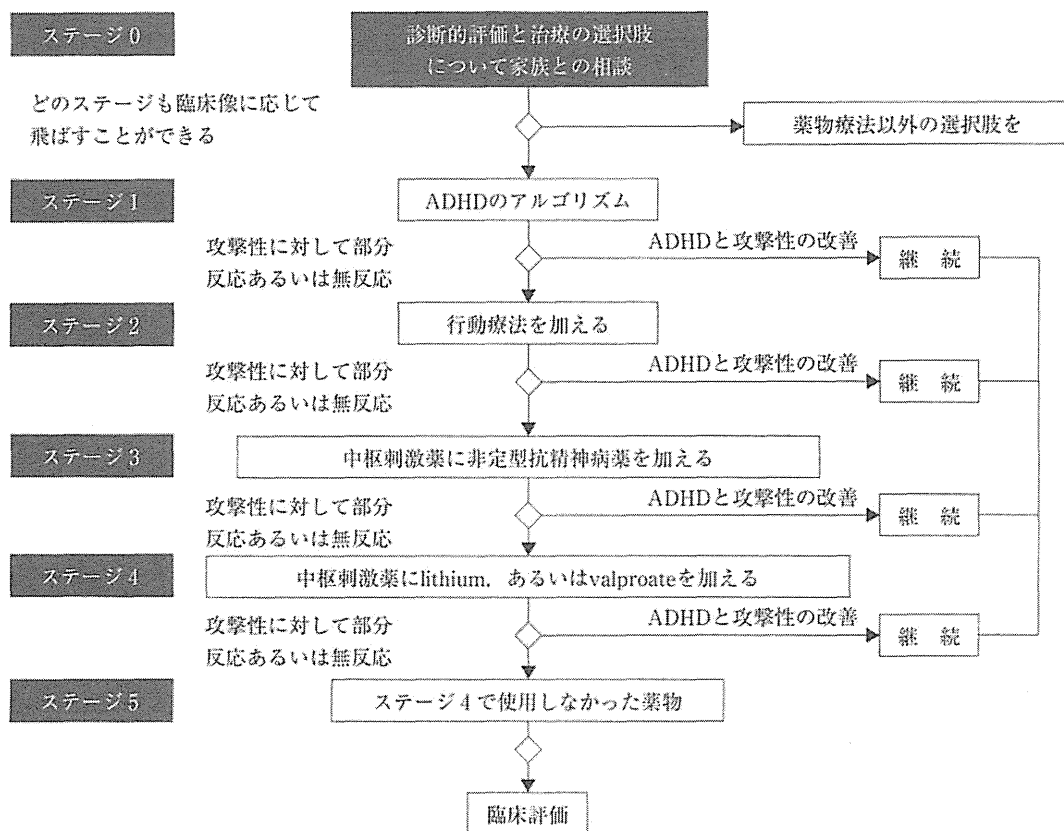 ステージ0
診断的評価と治療の選択肢
について家族との相談
どのステージも臨床像に応じて
飛ばすことができる
薬物療法以外の選択肢を
ステージ1
ADHDのアルゴリズム
攻撃性に対して部分
反応あるいは無反応
ADHDと攻撃性の改善
継 続
ステージ2
行動療法を加える
攻撃性に対して部分
反応あるいは無反応
ADHDと攻撃性の改善
継 続
ステージ3
中枢刺激薬に非定型抗精神病薬を加える
攻撃性に対して部分
反応あるいは無反応
ADHDと攻撃性の改善
継 続
ステージ4
中枢刺激薬にlithium. あるいはvalproateを加える
攻撃性に対して部分
反応あるいは無反応
ADHDと攻撃性の改善
継 続
ステージ5
ステージ4で使用しなかった薬物
臨床評価